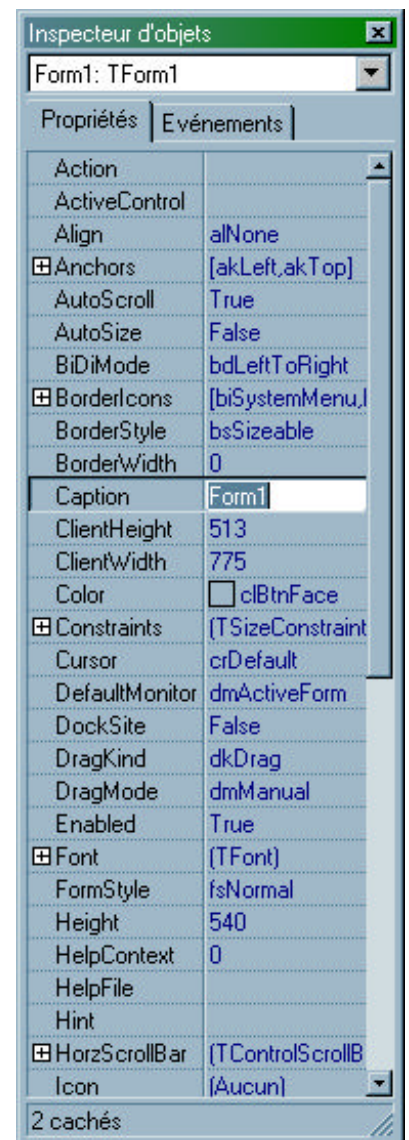 Inspecteur d'objets
Form1: TForm1
Propriétés Evénements
Action
ActiveControl
Align alNone
Anchors [akLeft,akTop]
AutoScroll True
AutoSize False
BiDiMode bdLeftToRight
BorderIcons [biSystemMenu,
BorderStyle bsSizeable
BorderWidth 0
Caption Form1
ClientHeight 513
ClientWidth 775
Color clBtnFace
Constraints (TSizeConstraint
Cursor crDefault
DefaultMonitor dmActiveForm
DockSite False
DragKind dkDrag
DragMode dmManual
Enabled True
Font (TFont)
FormStyle fsNormal
Height 540
HelpContext 0
HelpFile
Hint
HorzScrollBar (TControlScrollB
Icon (Aucun)
2 cachés